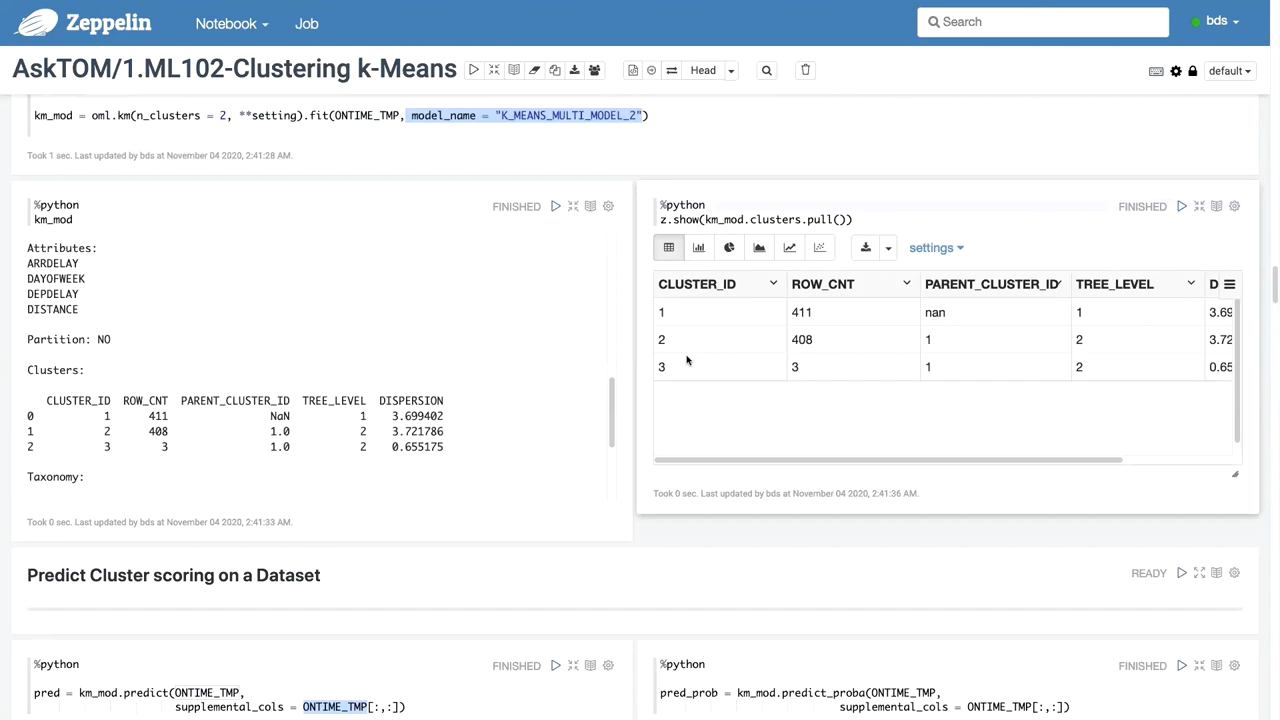 Zeppelin
Notebook
Job
Search
bds
AskTOM/1.ML102-Clustering k-Means
Head
default
km_mod = oml.km(n_clusters = 2, **setting).fit(ONTIME_TMP, model_name = "K_MEANS_MULTI_MODEL_2")
Took 1 sec. Last updated by bds at November 04 2020, 2:41:28 AM.
%python
km_mod
FINISHED
Attributes:
ARRDELAY
DAYOFWEEK
DEPDELAY
DISTANCE
Partition: NO
Clusters:
CLUSTER_ID ROW_CNT PARENT_CLUSTER_ID TREE_LEVEL DISPERSION
0 1 411 NaN 1 3.699402
1 2 408 1.0 2 3.721786
2 3 3 1.0 2 0.655175
Taxonomy:
Took 0 sec. Last updated by bds at November 04 2020, 2:41:33 AM.
%python
z.show(km_mod.clusters.pull())
FINISHED
settings
CLUSTER_ID ROW_CNT PARENT_CLUSTER_ID TREE_LEVEL D
1 411 nan 1 3.69
2 408 1 2 3.72
3 3 1 2 0.65
Took 0 sec. Last updated by bds at November 04 2020, 2:41:36 AM.
Predict Cluster scoring on a Dataset
READY
%python
FINISHED
pred = km_mod.predict(ONTIME_TMP,
supplemental_cols = ONTIME_TMP[:,:])
%python
FINISHED
pred_prob = km_mod.predict_proba(ONTIME_TMP,
supplemental_cols = ONTIME_TMP[:,:])